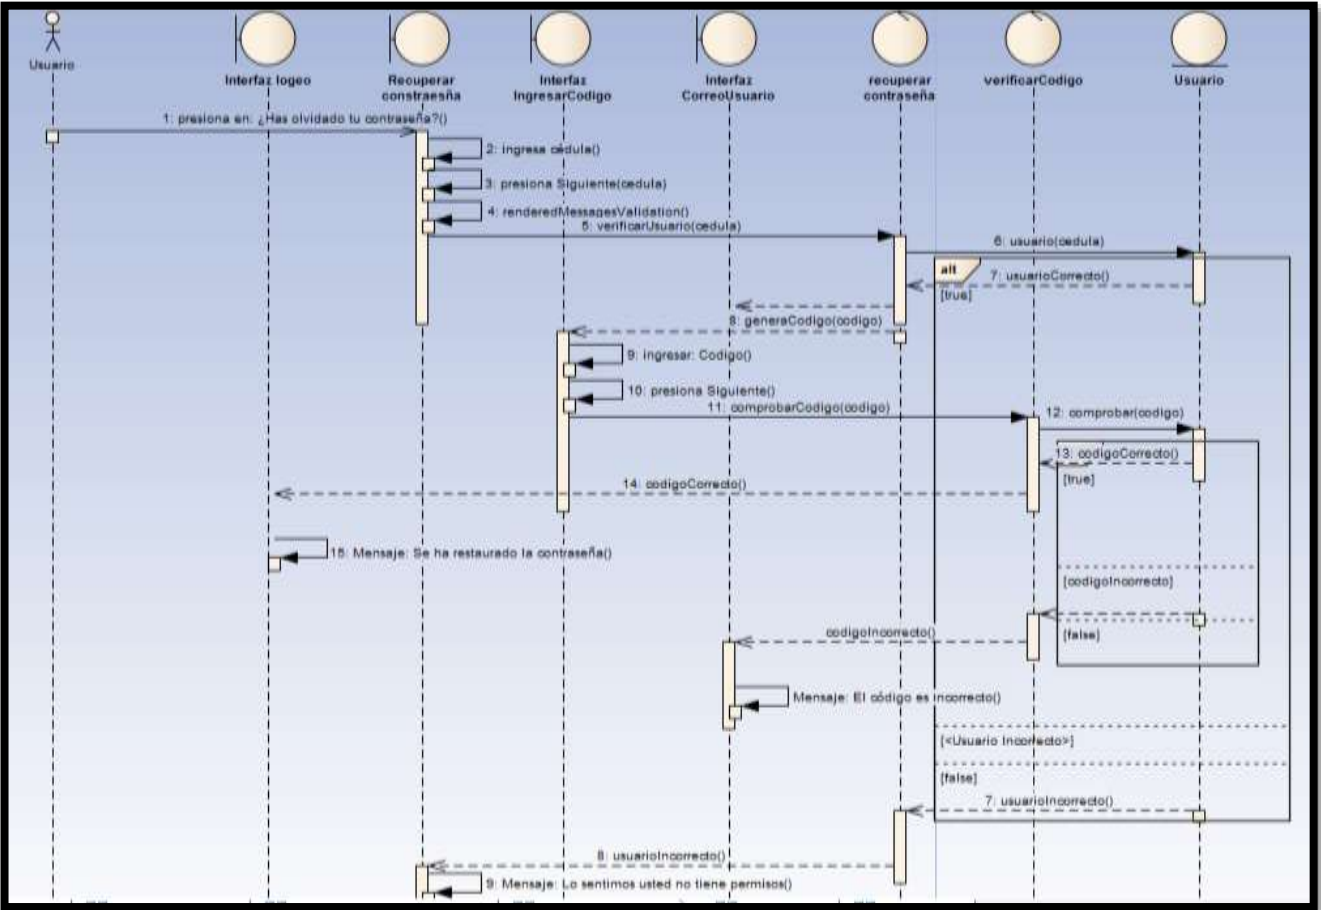 Usuario
Interfaz logeo
Recuperar
constraesña
Interfaz
IngresarCodigo
Interfaz
CorreoUsuario
recuperar
contraseña
verificarCodigo
Usuario
1: presiona en: ¿Has olvidado tu contraseña?()
2: ingresa cédula()
3: presiona Siguiente(cedula)
4: renderedMessagesValidation()
5: verificarUsuario(cedula)
6: usuario(cedula)
alt
7: usuarioCorrecto()
[true]
8: generaCodigo(codigo)
9: ingresar: Codigo()
10: presiona Siguiente()
11: comprobarCodigo(codigo)
12: comprobar(codigo)
13: codigoCorrecto()
[true]
14: codigoCorrecto()
15: Mensaje: Se ha restaurado la contraseña()
[codigoIncorrecto]
codigoIncorrecto()
[false]
Mensaje: El código es incorrecto()
[<Usuario Incorrecto>]
[false]
7: usuarioIncorrecto()
8: usuarioIncorrecto()
9: Mensaje: Lo sentimos usted no tiene permisos()